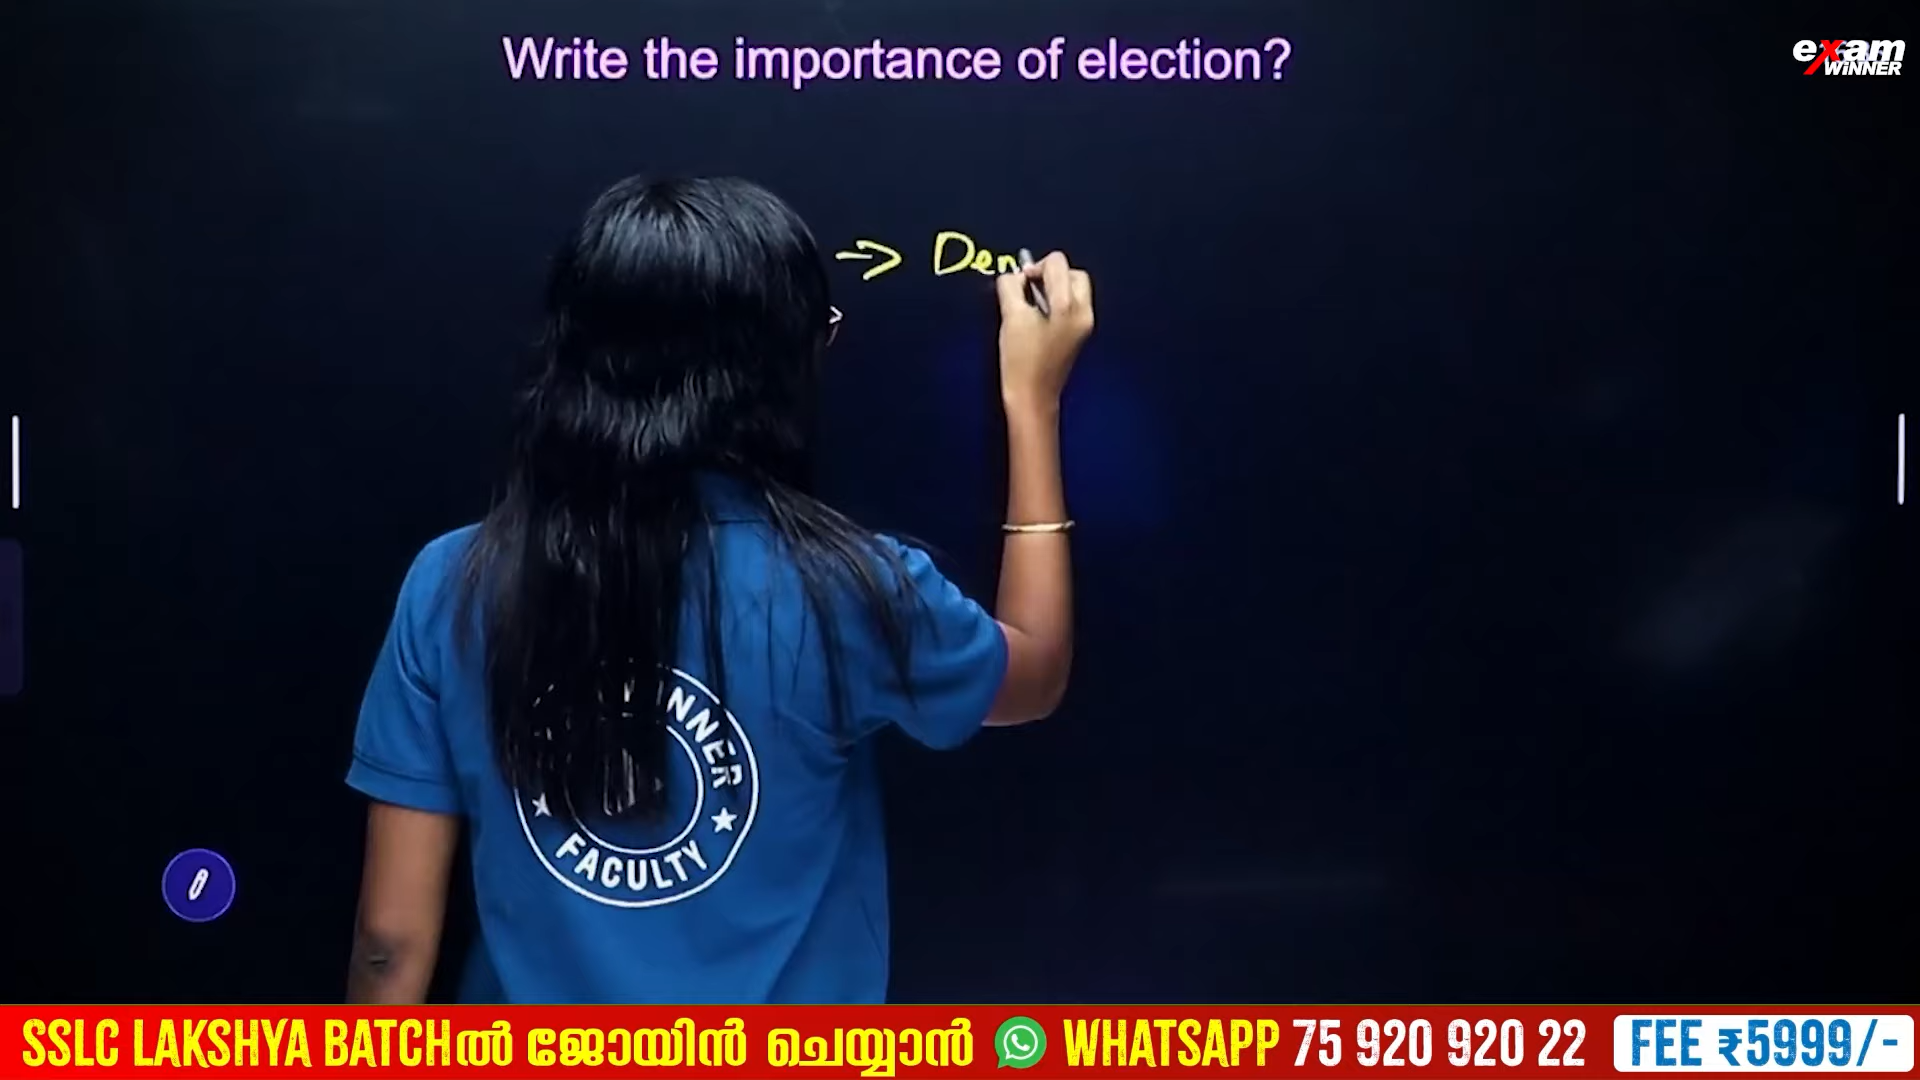 Write the importance of election?
exam
WINNER
→ Den
NNER
★ FACULTY ★
SSLC LAKSHYA BATCHൽ ജോയിൻ ചെയ്യാൻ WHATSAPP 75 920 920 22 FEE ₹5999/-